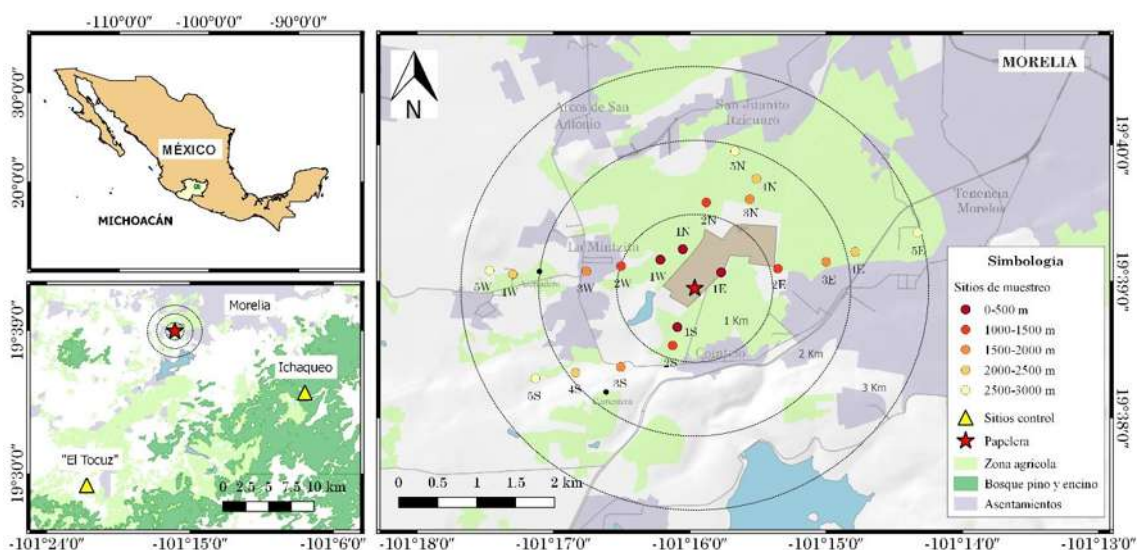 -110°0'0"
-100°0'0"
-90°0'0"
30°0'0"
20°0'0"
MÉXICO
MICHOACÁN
19°39'0"
19°30'0"
Morelia
Ichaqueo
"El Tocuz"
0 2.5 5 7.5 10 km
-101°24'0"
-101°15'0"
-101°6'0"
N
MORELIA
Arcos de San
Antonio
San Juanito
Itzicuaro
Tenencia
Morelos
La Mintzita
5N
4N
3N
2N
1N
1W
2W
3W
4W
5W
1E
2E
3E
4E
5E
1S
2S
3S
4S
5S
1 Km
2 Km
3 Km
0 0.5 1 1.5 2 km
19°40'0"
19°39'0"
19°38'0"
-101°18'0"
-101°17'0"
-101°16'0"
-101°15'0"
-101°14'0"
-101°13'0"
Simbología
Sitios de muestreo
0-500 m
1000-1500 m
1500-2000 m
2000-2500 m
2500-3000 m
Sitios control
Papelera
Zona agrícola
Bosque pino y encino
Asentamientos